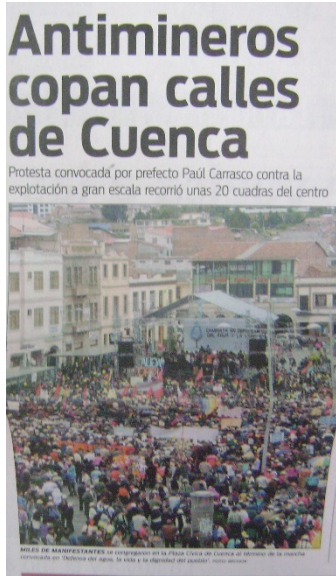 Antimineros
copan calles
de Cuenca
Protesta convocada por prefecto Paúl Carrasco contra la
explotación a gran escala recorrió unas 20 cuadras del centro
MILES DE MANIFESTANTES se congregaron en la Plaza Cívica de Cuenca al término de la marcha
convocada en "Defensa del agua, la vida y la dignidad del pueblo".